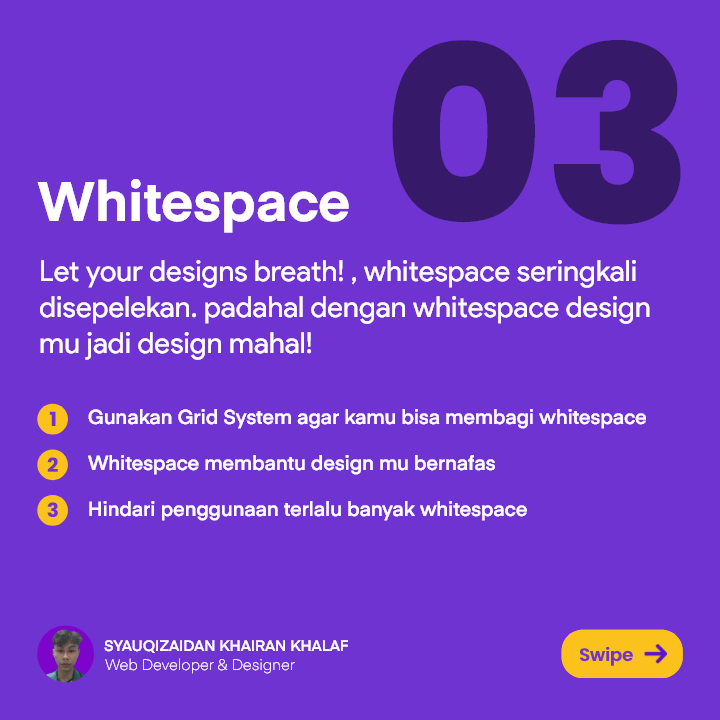 03
Whitespace
Let your designs breath! , whitespace seringkali
disepelekan. padahal dengan whitespace design
mu jadi design mahal!
1 Gunakan Grid System agar kamu bisa membagi whitespace
2 Whitespace membantu design mu bernafas
3 Hindari penggunaan terlalu banyak whitespace
SYAUQIZAIDAN KHAIRAN KHALAF
Web Developer & Designer
Swipe